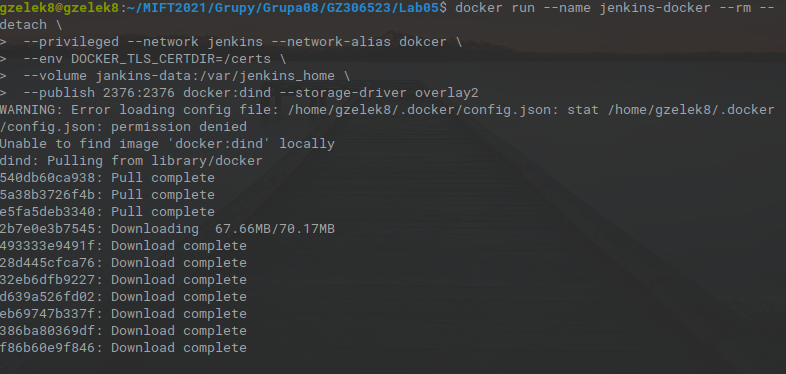 gzelek8@gzelek8:~/MIFT2021/Grupy/Grupa08/GZ306523/Lab05$ docker run --name jenkins-docker --rm --
detach \
>  --privileged --network jenkins --network-alias dokcer \
>  --env DOCKER_TLS_CERTDIR=/certs \
>  --volume jankins-data:/var/jenkins_home \
>  --publish 2376:2376 docker:dind --storage-driver overlay2
WARNING: Error loading config file: /home/gzelek8/.docker/config.json: stat /home/gzelek8/.docker
/config.json: permission denied
Unable to find image 'docker:dind' locally
dind: Pulling from library/docker
540db60ca938: Pull complete
5a38b3726f4b: Pull complete
e5fa5deb3340: Pull complete
2b7e0e3b7545: Downloading  67.66MB/70.17MB
493333e9491f: Download complete
28d445cfca76: Download complete
32eb6dfb9227: Download complete
d639a526fd02: Download complete
eb69747b337f: Download complete
386ba80369df: Download complete
f86b60e9f846: Download complete